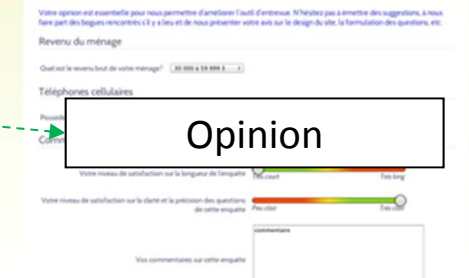 Votre opinion est essentielle pour nous permettre d'améliorer l'outil d'entrevue. N'hésitez pas à émettre des suggestions, à nous
faire part des bogues rencontrés s'il y a lieu et de nous présenter votre avis sur le design du site, la formulation des questions, etc.
Revenu du ménage
Quel est le revenu brut de votre ménage? 30 000 à 59 999 $
Téléphones cellulaires
Opinion
Votre niveau de satisfaction sur la longueur de l'enquête
Très court Très long
Votre niveau de satisfaction sur la clarté et la précision des questions
de cette enquête Peu clair Très clair
commentaire
Vos commentaires sur cette enquête